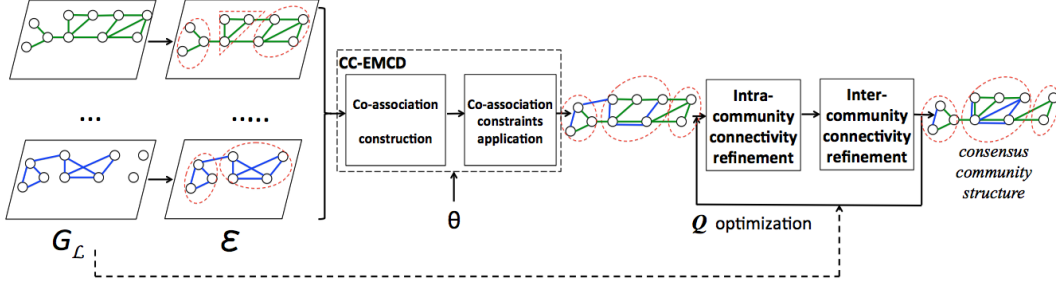 CC-EMCD
Co-association
construction
Co-association
constraints
application
Intra-
community
connectivity
refinement
Inter-
community
connectivity
refinement
consensus
community
structure
...
.....
θ
Q optimization
G_ℒ
ℰ